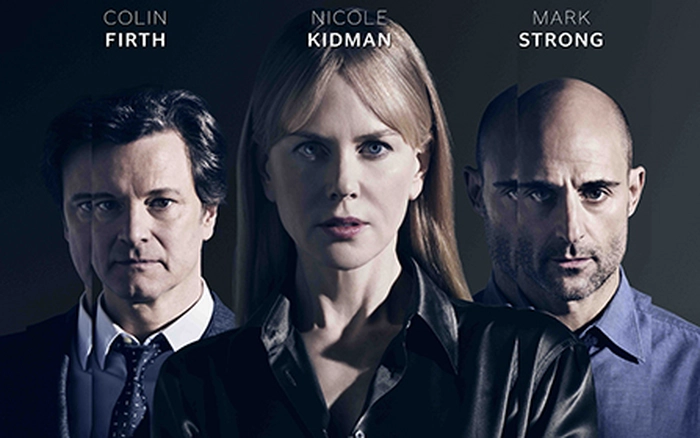 COLIN
FIRTH
NICOLE
KIDMAN
MARK
STRONG